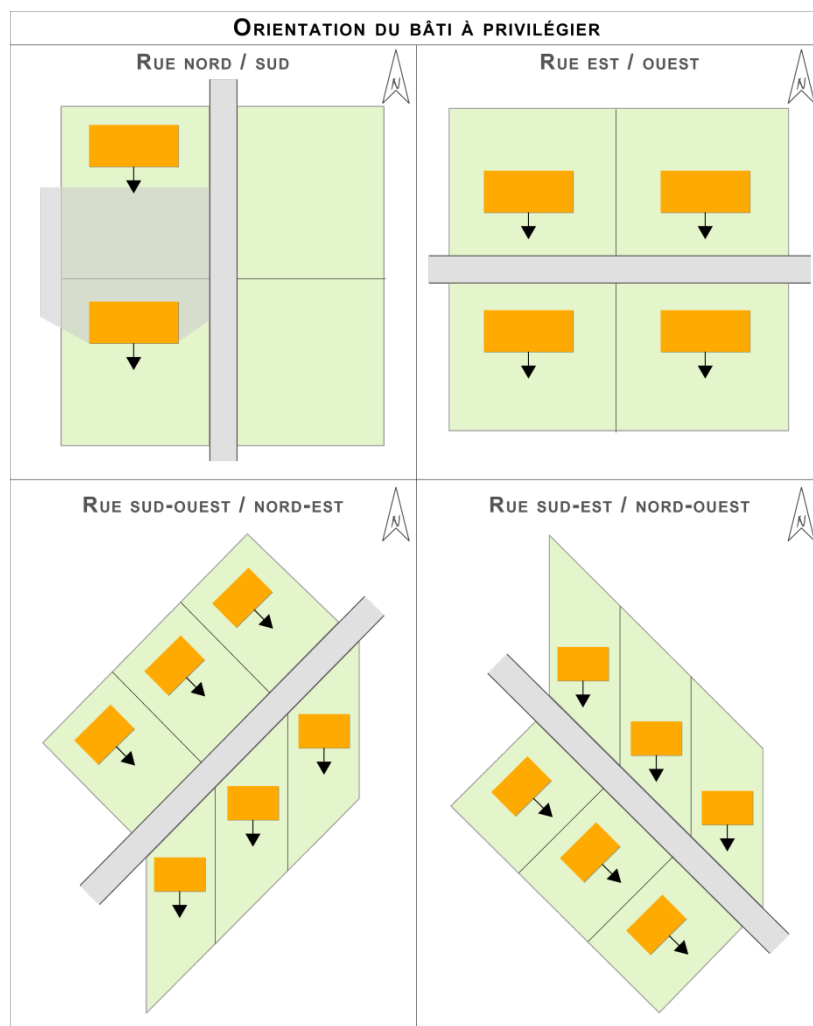 Orientation du bâti à privilégier
Rue nord / sud
N
Rue est / ouest
N
Rue sud-ouest / nord-est
N
Rue sud-est / nord-ouest
N